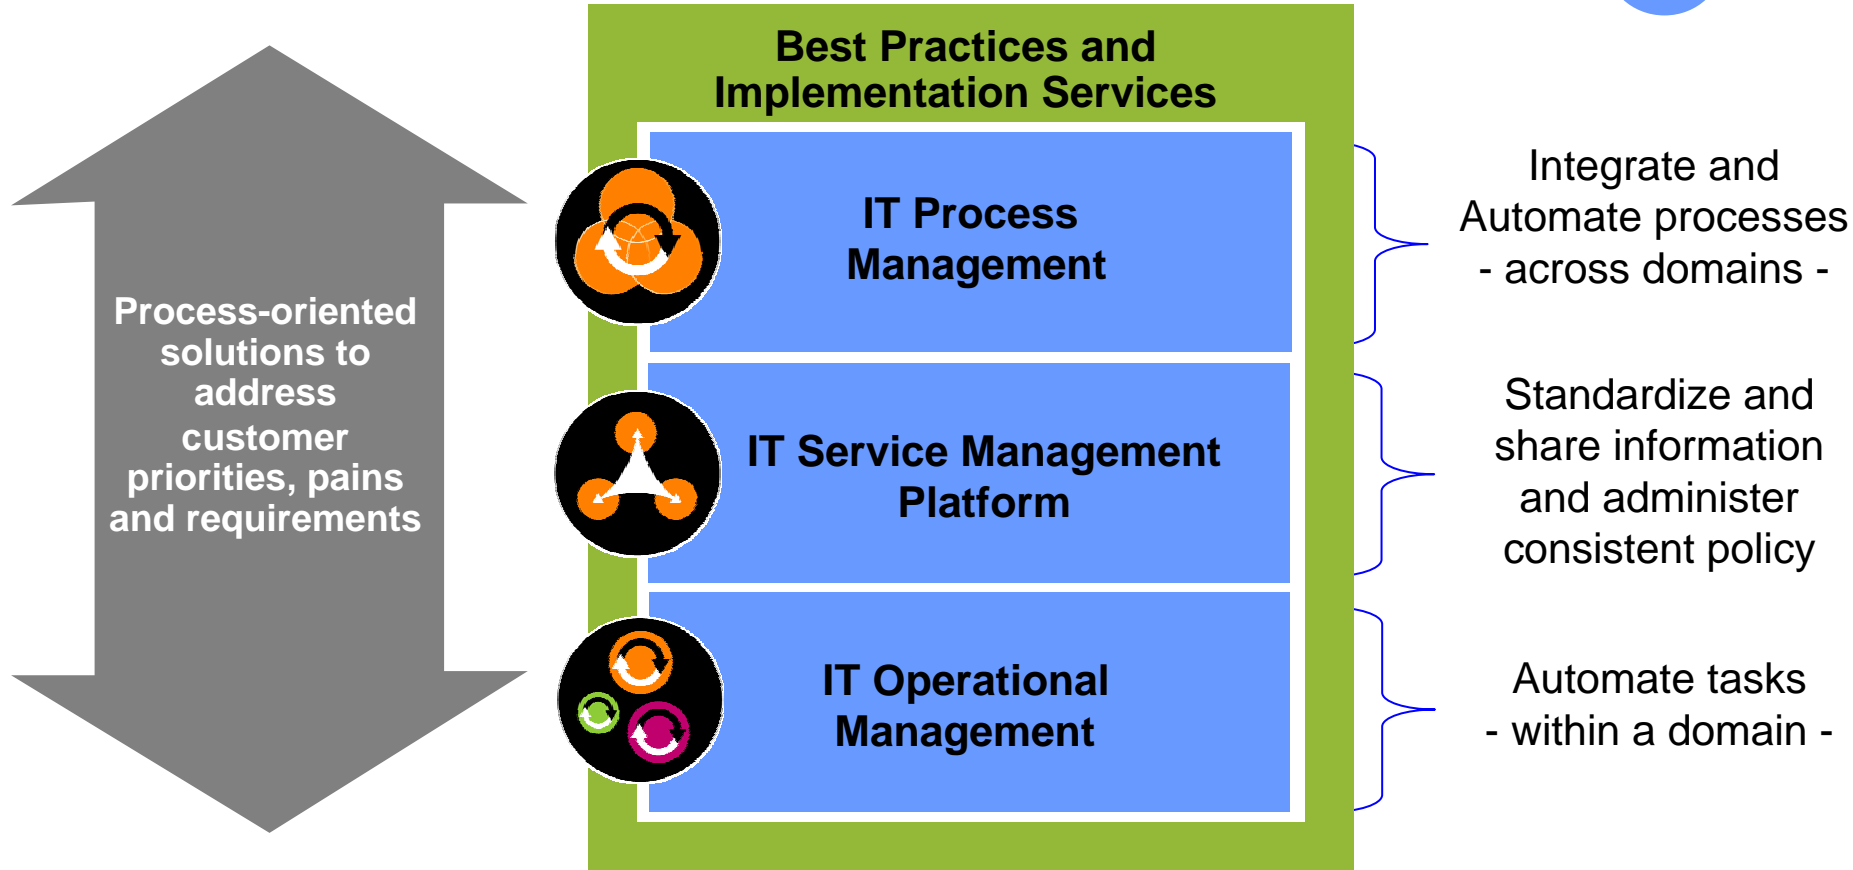 Best Practices and
Implementation Services
Process-oriented
solutions to
address
customer
priorities, pains
and requirements
IT Process
Management
Integrate and
Automate processes
- across domains -
IT Service Management
Platform
Standardize and
share information
and administer
consistent policy
IT Operational
Management
Automate tasks
- within a domain -